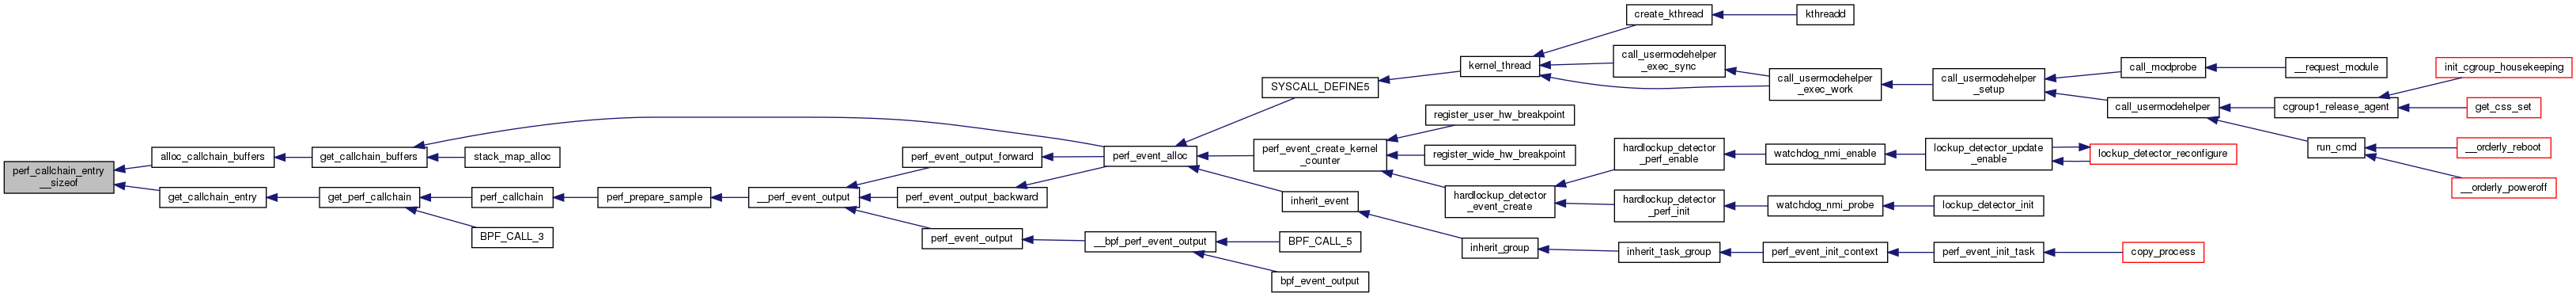 perf_callchain_entry
__sizeof
alloc_callchain_buffers
get_callchain_buffers
stack_map_alloc
get_callchain_entry
get_perf_callchain
perf_callchain
BPF_CALL_3
perf_prepare_sample
__perf_event_output
perf_event_output_forward
perf_event_output_backward
perf_event_output
__bpf_perf_event_output
BPF_CALL_5
bpf_event_output
perf_event_alloc
SYSCALL_DEFINE5
kernel_thread
create_kthread
kthreadd
call_usermodehelper
_exec_sync
call_usermodehelper
_exec_work
call_usermodehelper
_setup
call_modprobe
__request_module
call_usermodehelper
cgroup1_release_agent
init_cgroup_housekeeping
get_css_set
run_cmd
__orderly_reboot
__orderly_poweroff
perf_event_create_kernel
_counter
register_user_hw_breakpoint
register_wide_hw_breakpoint
hardlockup_detector
_event_create
hardlockup_detector
_perf_enable
watchdog_nmi_enable
lockup_detector_update
_enable
lockup_detector_reconfigure
hardlockup_detector
_perf_init
watchdog_nmi_probe
lockup_detector_init
inherit_event
inherit_group
inherit_task_group
perf_event_init_context
perf_event_init_task
copy_process